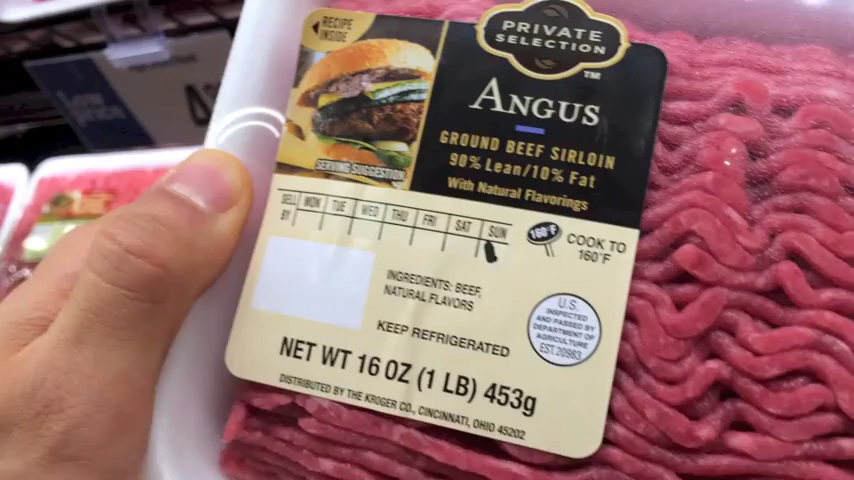 RECIPE
INSIDE
PRIVATE
SELECTION
TM
ANGUS
GROUND BEEF SIRLOIN
90% Lean/10% Fat
With Natural Flavorings
SERVING SUGGESTION
SELL BY MON TUE WED THU FRI SAT SUN
160°F
COOK TO
160°F
INGREDIENTS: BEEF,
NATURAL FLAVORS
KEEP REFRIGERATED
U.S.
INSPECTED
AND PASSED BY
DEPARTMENT OF
AGRICULTURE
EST.20983
NET WT 16 OZ (1 LB) 453g
DISTRIBUTED BY THE KROGER CO., CINCINNATI, OHIO 45202